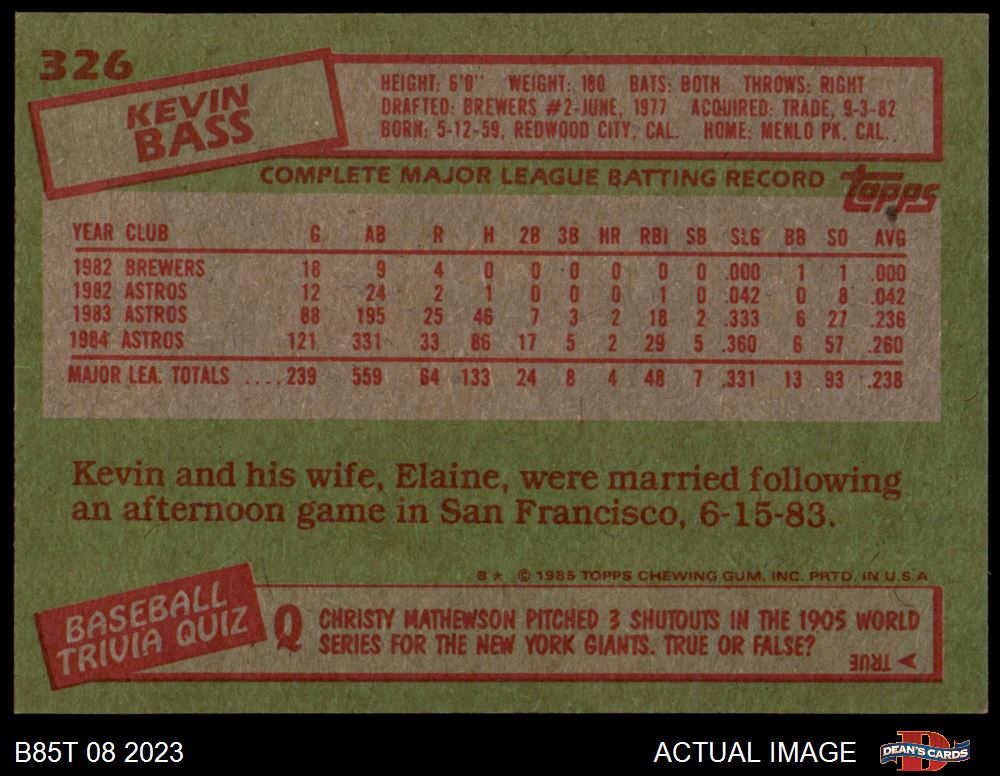 326
KEVIN
BASS
HEIGHT: 6'0" WEIGHT: 180 BATS: BOTH THROWS: RIGHT
DRAFTED: BREWERS #2-JUNE, 1977 ACQUIRED: TRADE, 9-3-82
BORN: 5-12-59, REDWOOD CITY, CAL. HOME: MENLO PK, CAL.
COMPLETE MAJOR LEAGUE BATTING RECORD topps
YEAR CLUB G AB R H 2B 3B HR RBI SB SLG BB SO AVG
1982 BREWERS 18 9 4 0 0 0 0 0 0 .000 1 1 .000
1982 ASTROS 12 24 2 1 0 0 0 1 0 .042 0 8 .042
1983 ASTROS 88 195 25 46 7 3 2 18 2 .333 6 27 .236
1984 ASTROS 121 331 33 86 17 5 2 29 5 .360 6 57 .260
MAJOR LEA. TOTALS ....239 559 64 133 24 8 4 48 7 .331 13 93 .238
Kevin and his wife, Elaine, were married following
an afternoon game in San Francisco, 6-15-83.
B* © 1985 TOPPS CHEWING GUM, INC. PRTD. IN U.S.A
BASEBALL
TRIVIA QUIZ
Q CHRISTY MATHEWSON PITCHED 3 SHUTOUTS IN THE 1905 WORLD
SERIES FOR THE NEW YORK GIANTS. TRUE OR FALSE?
TRUE
B85T 08 2023
ACTUAL IMAGE
D
DEAN'S CARDS